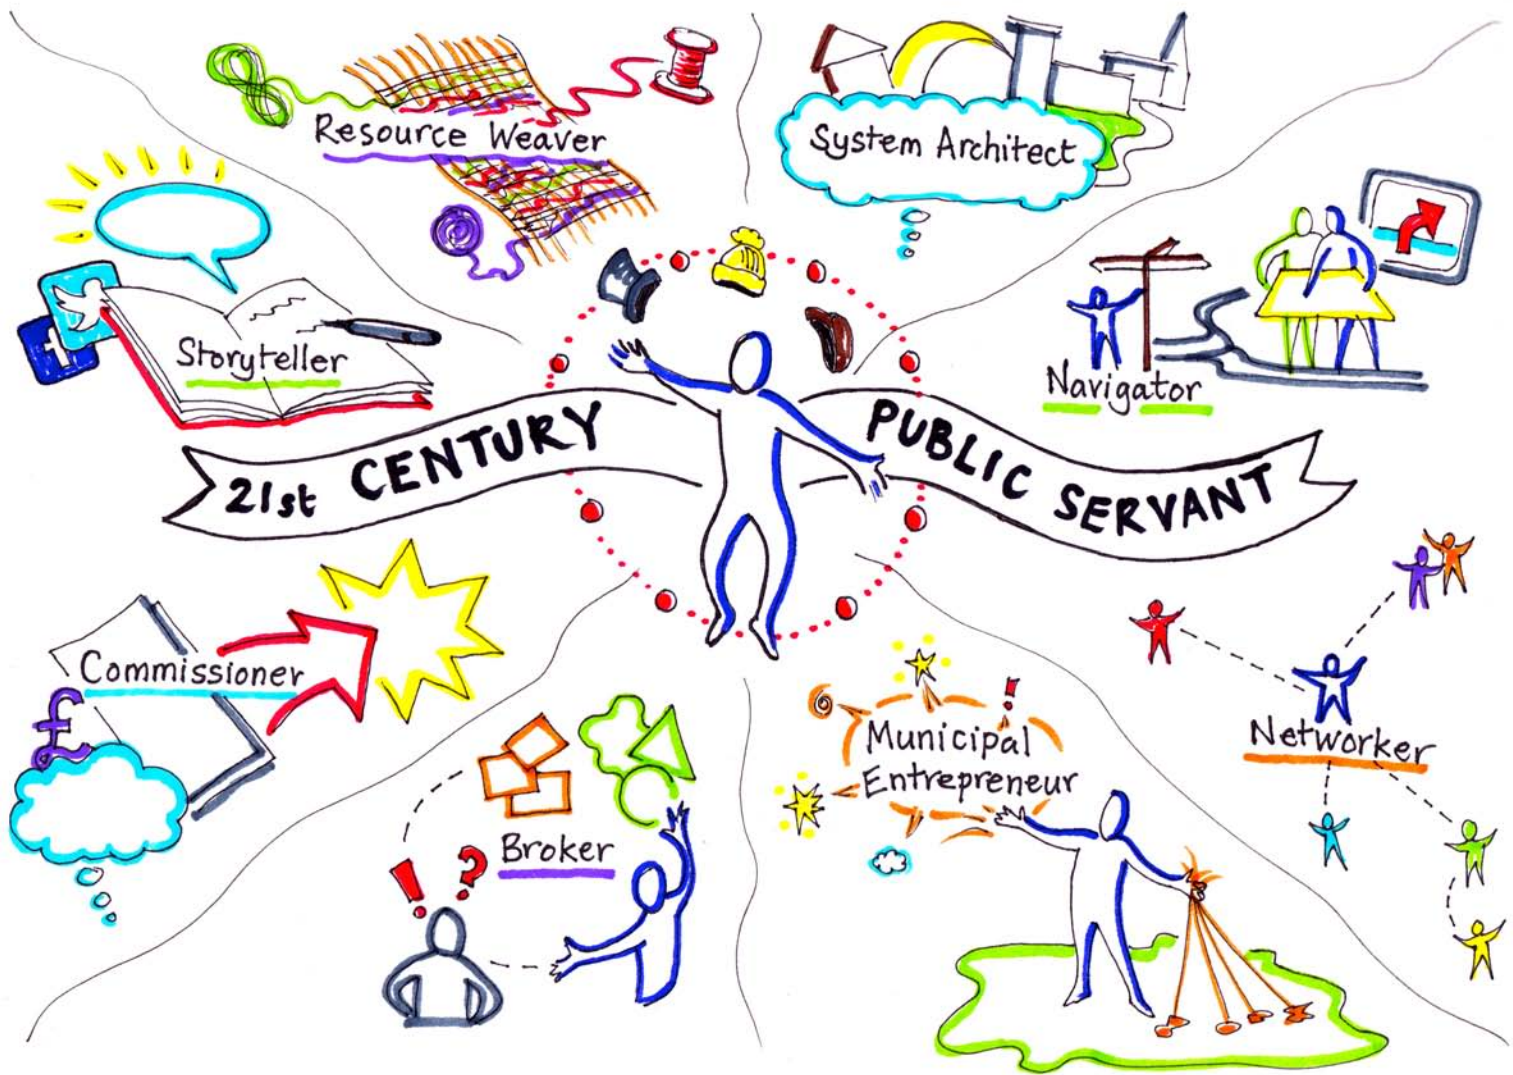 Resource Weaver
System Architect
Storyteller
Navigator
21st CENTURY PUBLIC SERVANT
Commissioner
£
Broker
! ?
Municipal
Entrepreneur
!
Networker